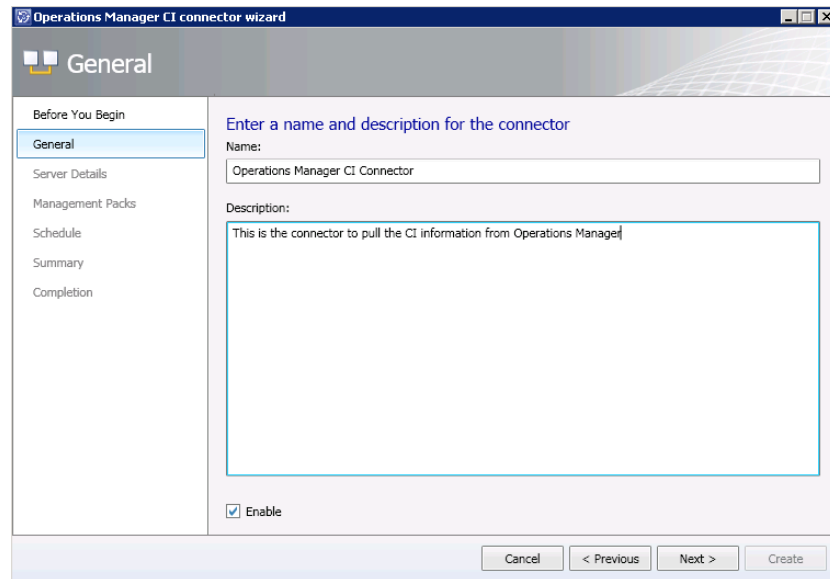 Operations Manager CI connector wizard
General
Before You Begin
General
Server Details
Management Packs
Schedule
Summary
Completion
Enter a name and description for the connector
Name:
Operations Manager CI Connector
Description:
This is the connector to pull the CI information from Operations Manager
Enable
Cancel
< Previous
Next >
Create